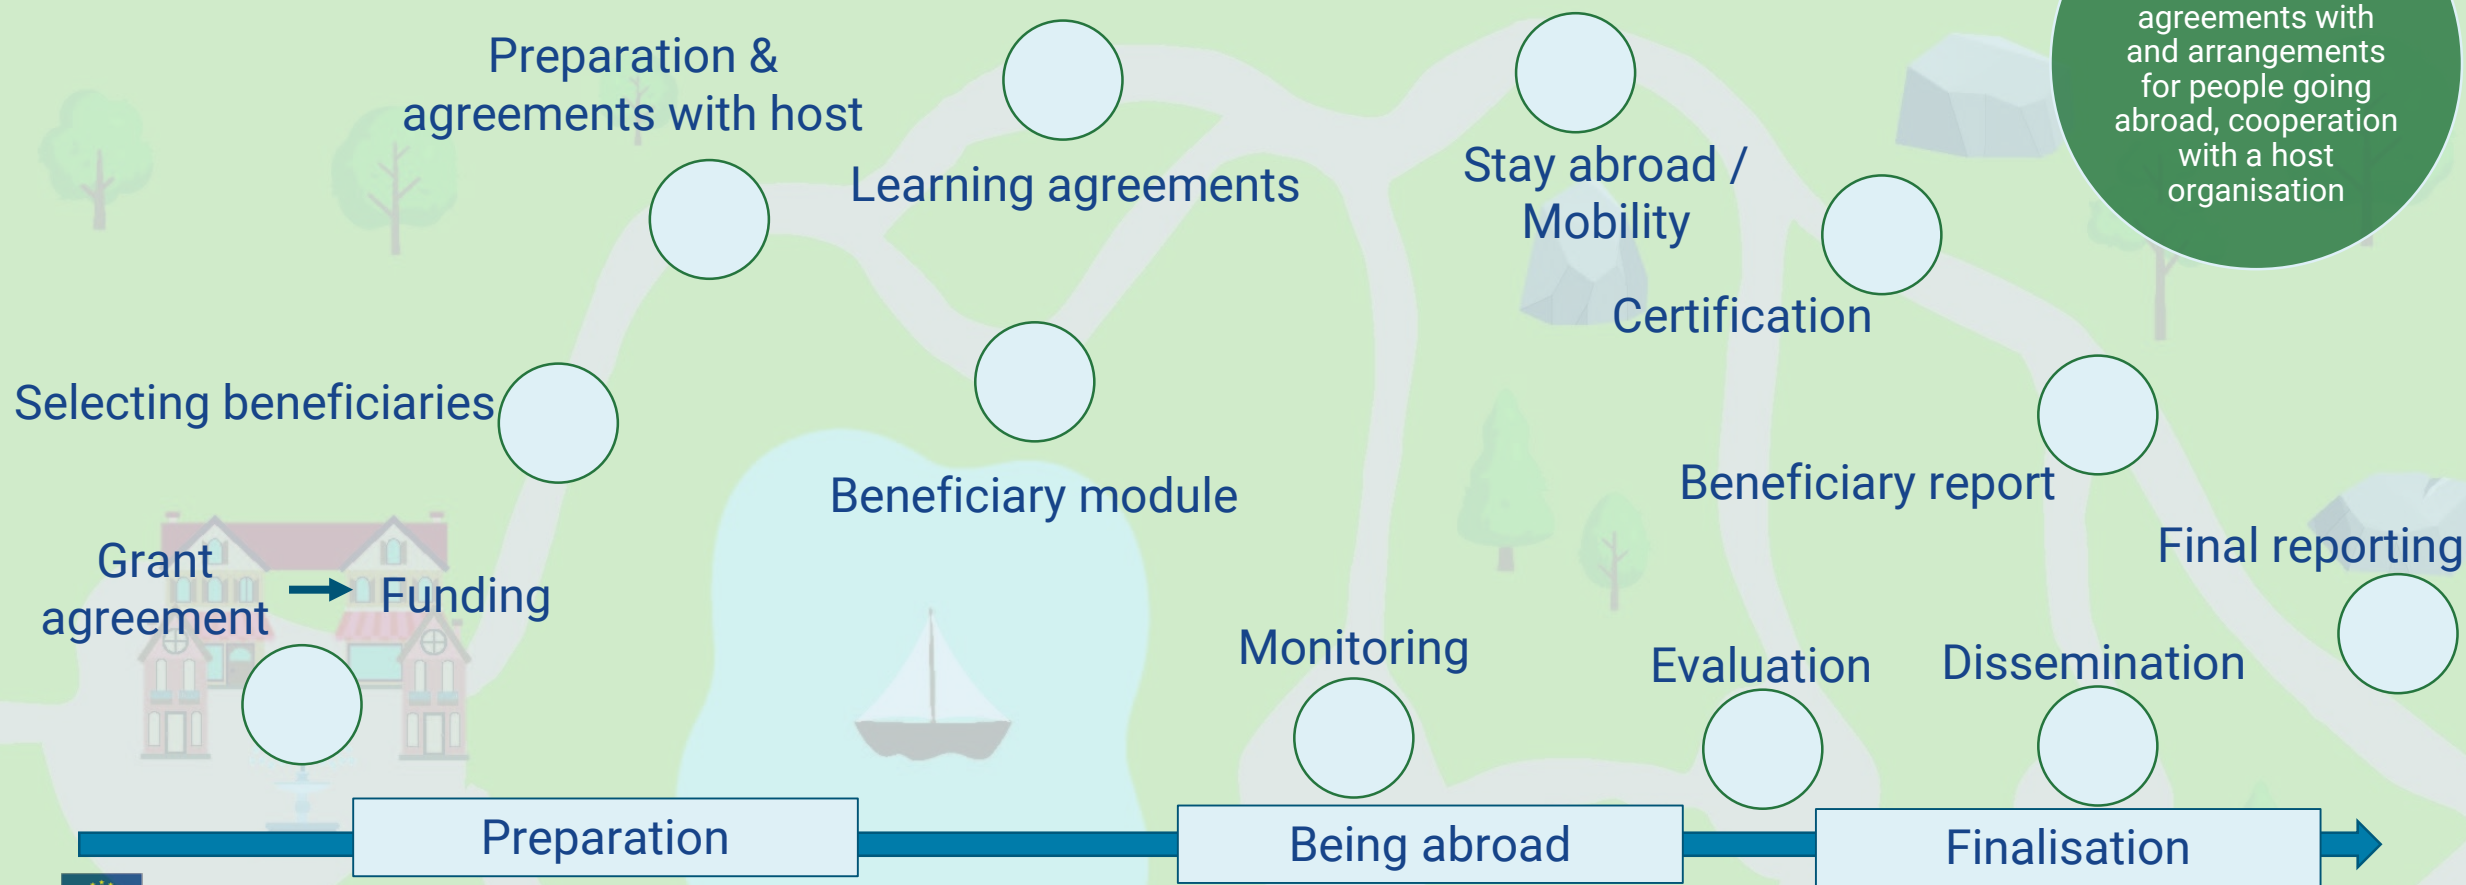 agreements with
and arrangements
for people going
abroad, cooperation
with a host
organisation
Preparation &
agreements with host
Learning agreements
Stay abroad /
Mobility
Certification
Selecting beneficiaries
Beneficiary module
Beneficiary report
Grant
agreement
Funding
Final reporting
Monitoring
Evaluation
Dissemination
Preparation
Being abroad
Finalisation